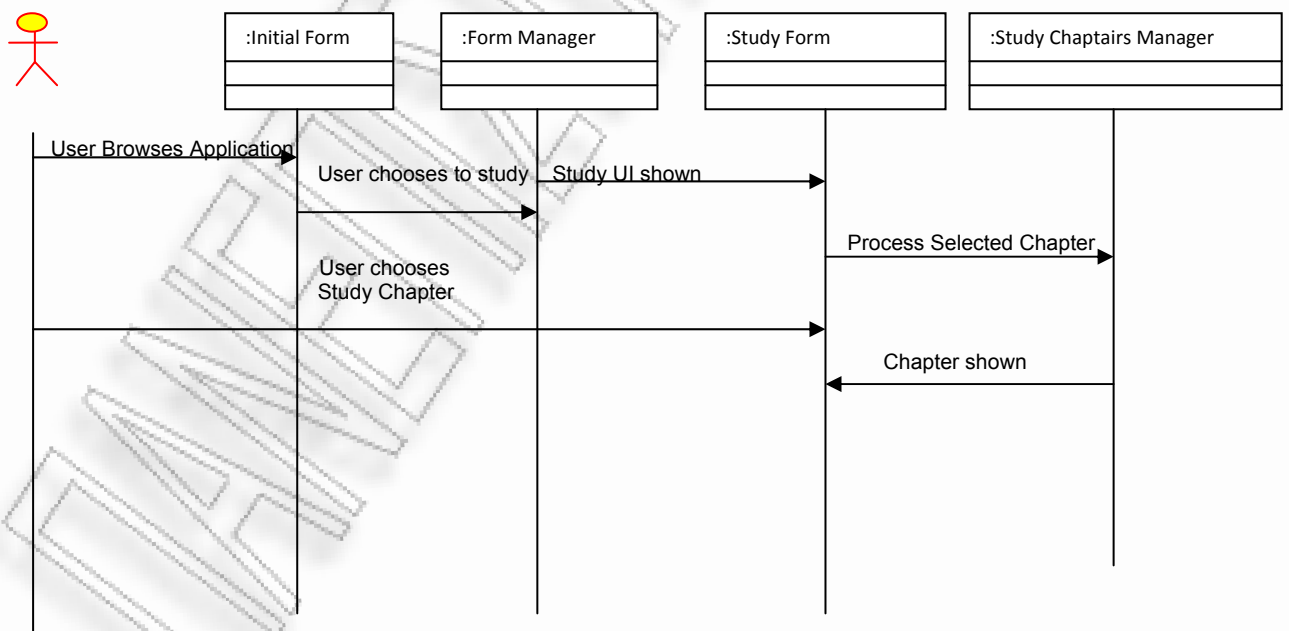 :Initial Form
:Form Manager
:Study Form
:Study Chaptairs Manager
User Browses Application
User chooses to study
Study UI shown
Process Selected Chapter
User chooses
Study Chapter
Chapter shown